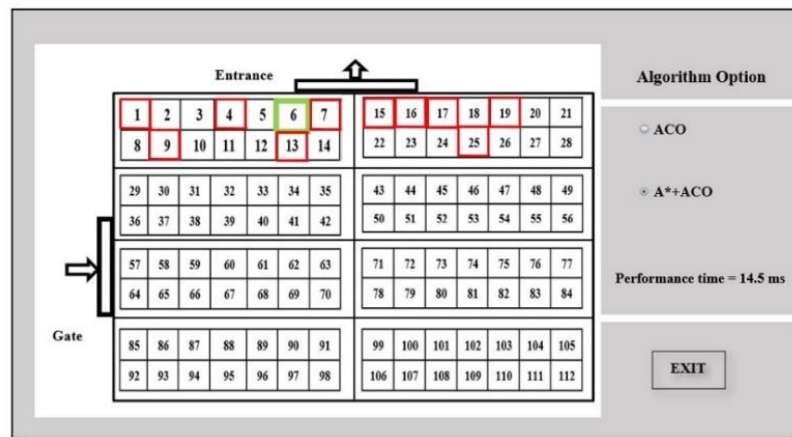 Entrance
Algorithm Option
1 2 3 4 5 6 7 15 16 17 18 19 20 21
8 9 10 11 12 13 14 22 23 24 25 26 27 28
ACO
29 30 31 32 33 34 35 43 44 45 46 47 48 49
A*+ACO
36 37 38 39 40 41 42 50 51 52 53 54 55 56
57 58 59 60 61 62 63 71 72 73 74 75 76 77
Performance time = 14.5 ms
64 65 66 67 68 69 70 78 79 80 81 82 83 84
Gate
85 86 87 88 89 90 91 99 100 101 102 103 104 105
EXIT
92 93 94 95 96 97 98 106 107 108 109 110 111 112